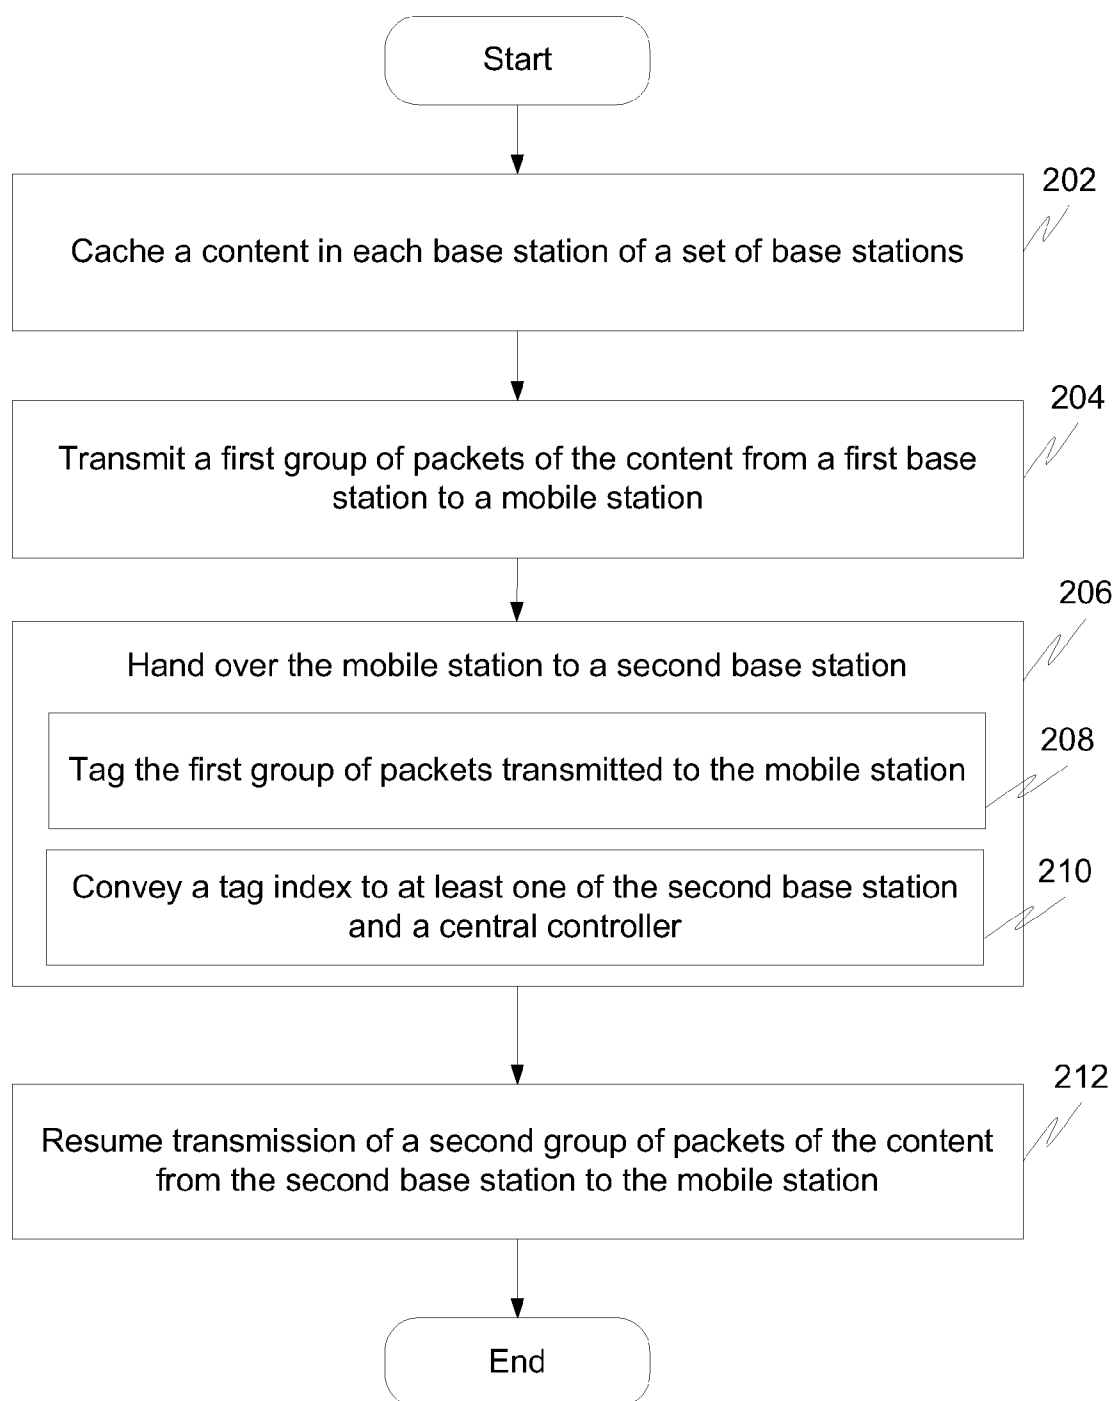 Start
202
Cache a content in each base station of a set of base stations
204
Transmit a first group of packets of the content from a first base
station to a mobile station
206
Hand over the mobile station to a second base station
208
Tag the first group of packets transmitted to the mobile station
210
Convey a tag index to at least one of the second base station
and a central controller
212
Resume transmission of a second group of packets of the content
from the second base station to the mobile station
End